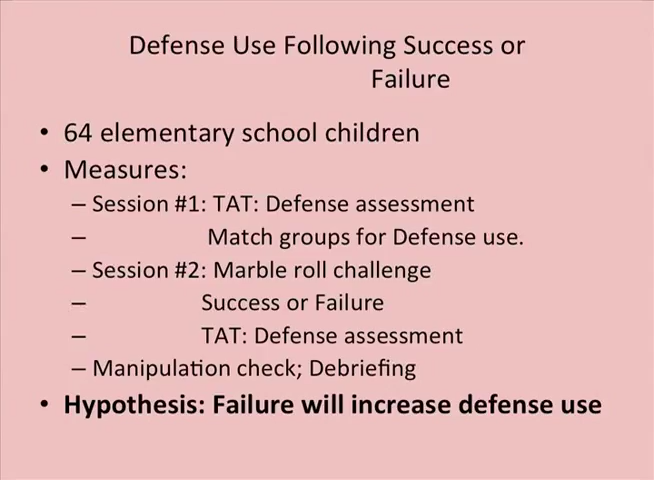 Defense Use Following Success or
Failure
• 64 elementary school children
• Measures:
– Session #1: TAT: Defense assessment
– Match groups for Defense use.
– Session #2: Marble roll challenge
– Success or Failure
– TAT: Defense assessment
– Manipulation check; Debriefing
• Hypothesis: Failure will increase defense use